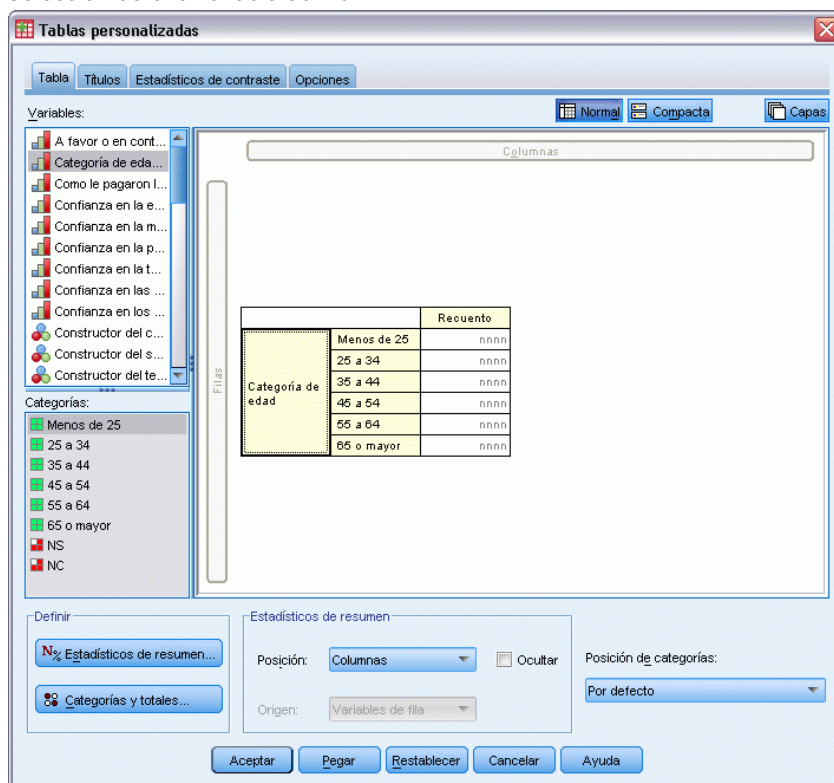 Tablas personalizadas
Tabla
Títulos
Estadísticos de contraste
Opciones
Variables:
Normal
Compacta
Capas
A favor o en cont...
Categoría de eda...
Como le pagaron l...
Confianza en la e...
Confianza en la m...
Confianza en la p...
Confianza en la t...
Confianza en las ...
Confianza en los ...
Constructor del c...
Constructor del s...
Constructor del te...
Columnas
Filas
Recuento
Categoría de edad
Menos de 25 nnnn
25 a 34 nnnn
35 a 44 nnnn
45 a 54 nnnn
55 a 64 nnnn
65 o mayor nnnn
Categorías:
Menos de 25
25 a 34
35 a 44
45 a 54
55 a 64
65 o mayor
NS
NC
Definir
N% Estadísticos de resumen...
Categorías y totales...
Estadísticos de resumen
Posición: Columnas
Ocultar
Origen: Variables de fila
Posición de categorías:
Por defecto
Aceptar
Pegar
Restablecer
Cancelar
Ayuda